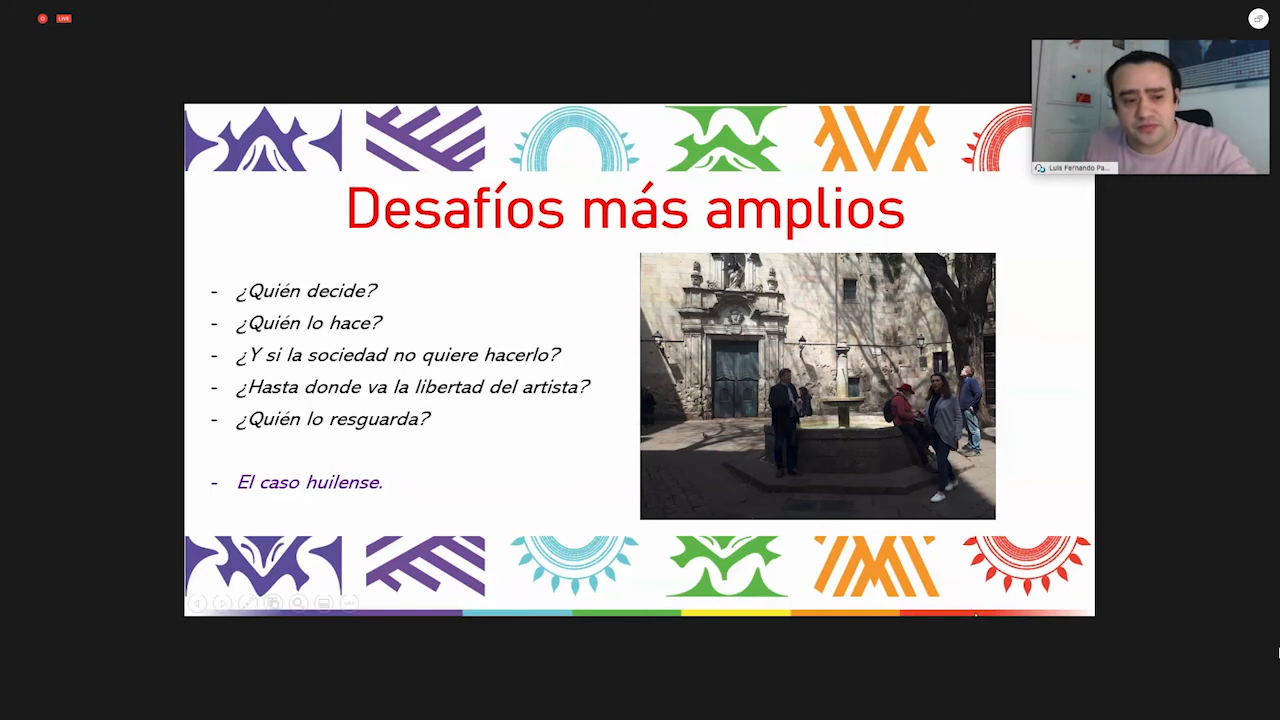 LIVE
Luis Fernando Pa...
Desafíos más amplios
- ¿Quién decide?
- ¿Quién lo hace?
- ¿Y si la sociedad no quiere hacerlo?
- ¿Hasta donde va la libertad del artista?
- ¿Quién lo resguarda?
- El caso huilense.